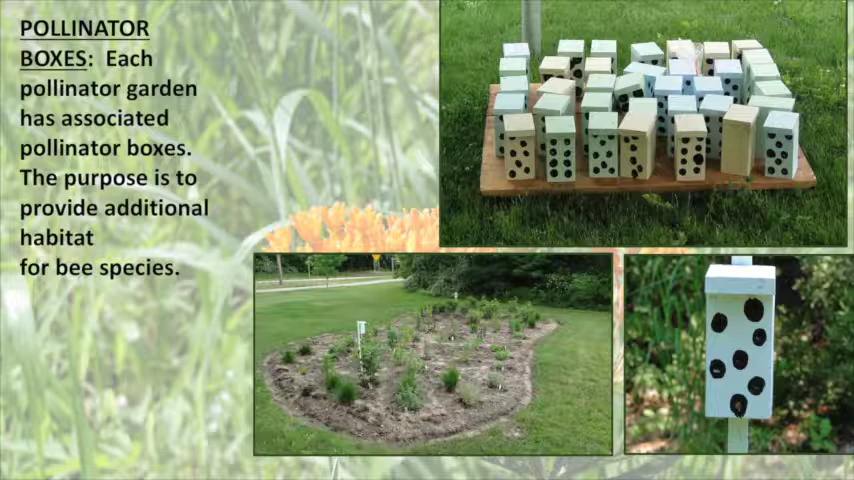 POLLINATOR
BOXES:  Each
pollinator garden
has associated
pollinator boxes.
The purpose is to
provide additional
habitat
for bee species.